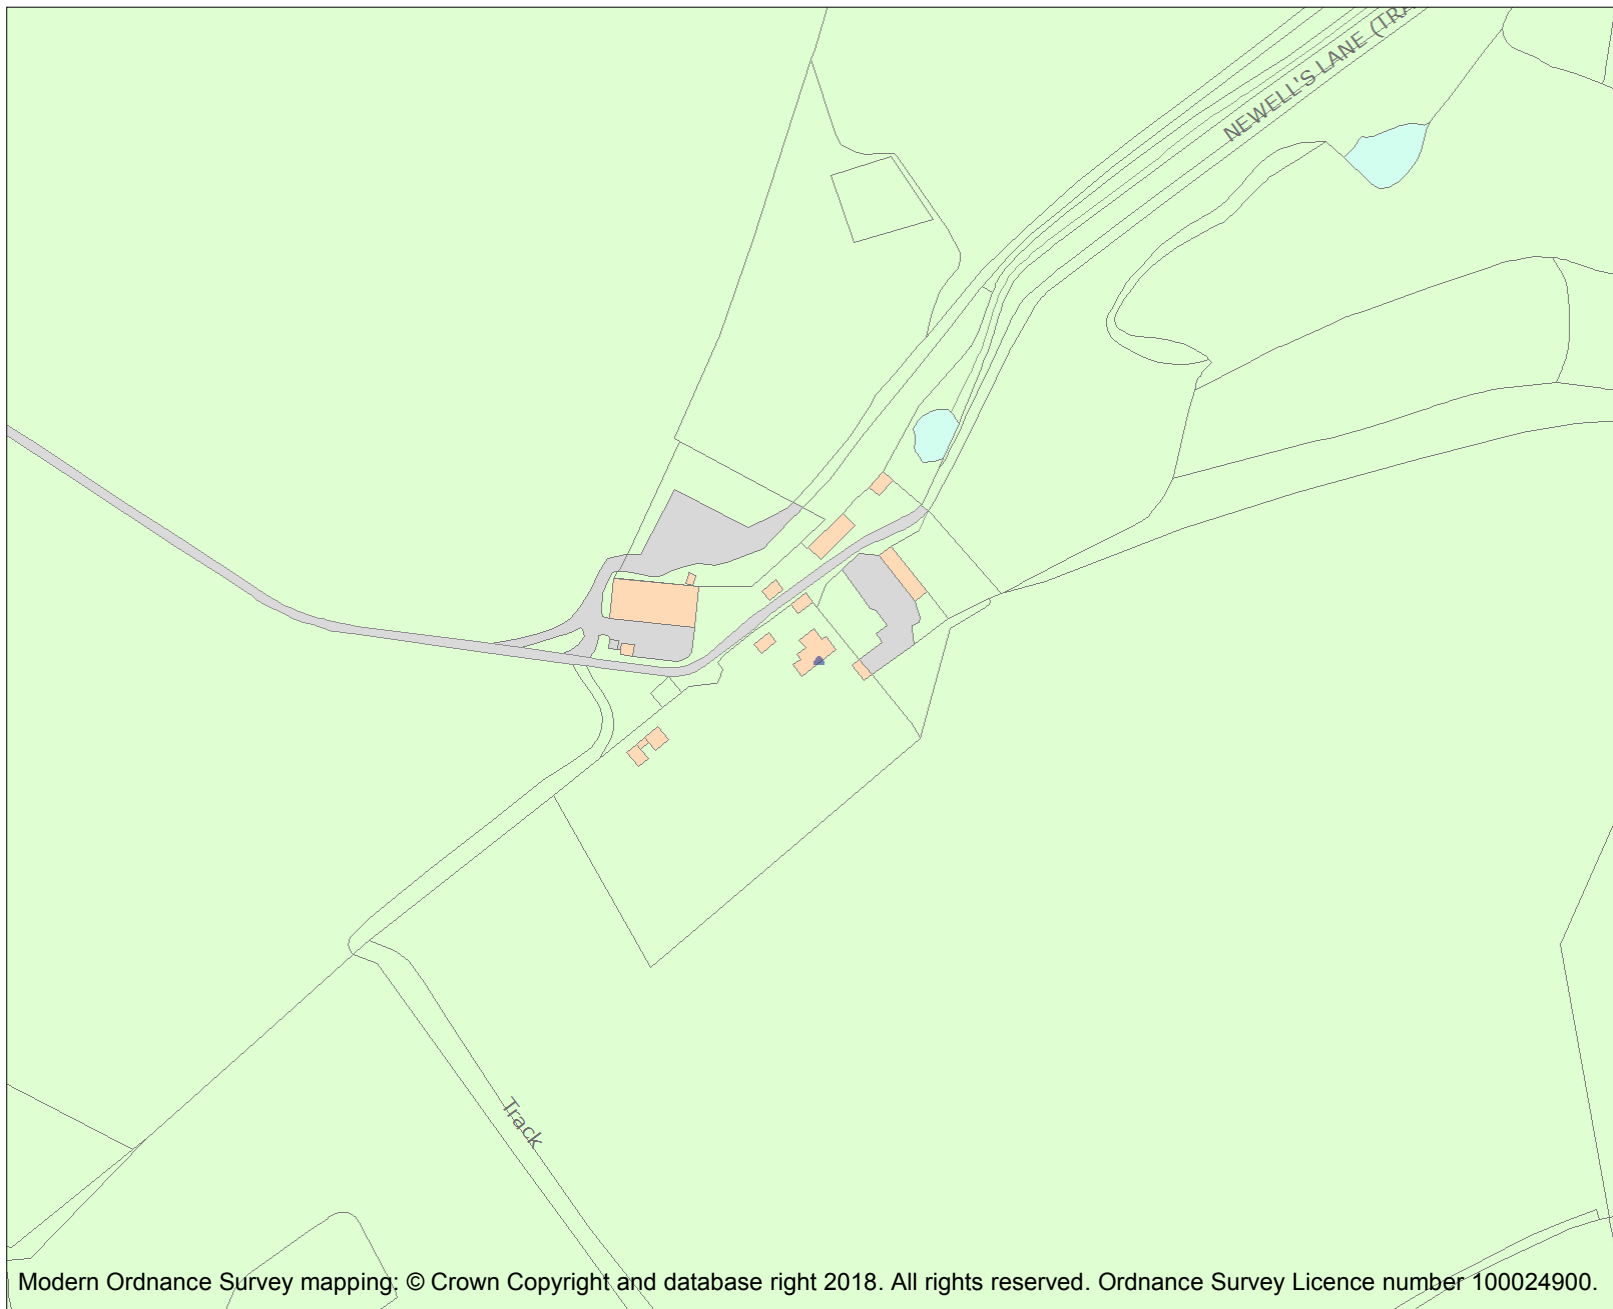 NEWELL'S LANE (TRA
Track
Modern Ordnance Survey mapping: © Crown Copyright and database right 2018. All rights reserved. Ordnance Survey Licence number 100024900.